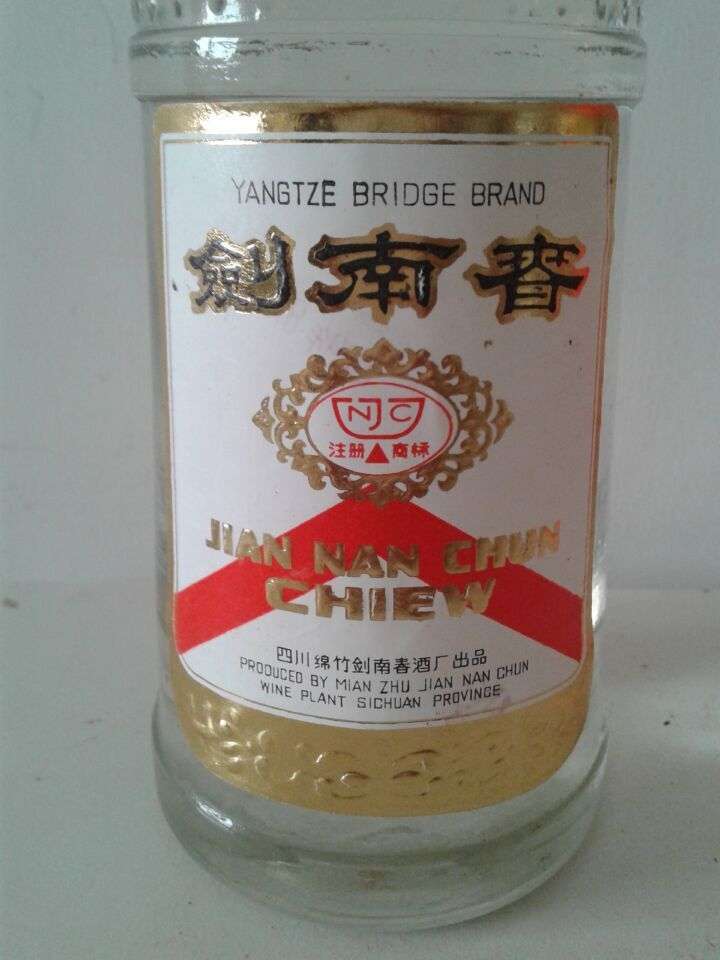 YANGTZE BRIDGE BRAND
劍南春
NJC
注册▲商标
JIAN NAN CHUN
CHIEW
四川绵竹剑南春酒厂出品
PRODUCED BY MIAN ZHU JIAN NAN CHUN
WINE PLANT SICHUAN PROVINCE